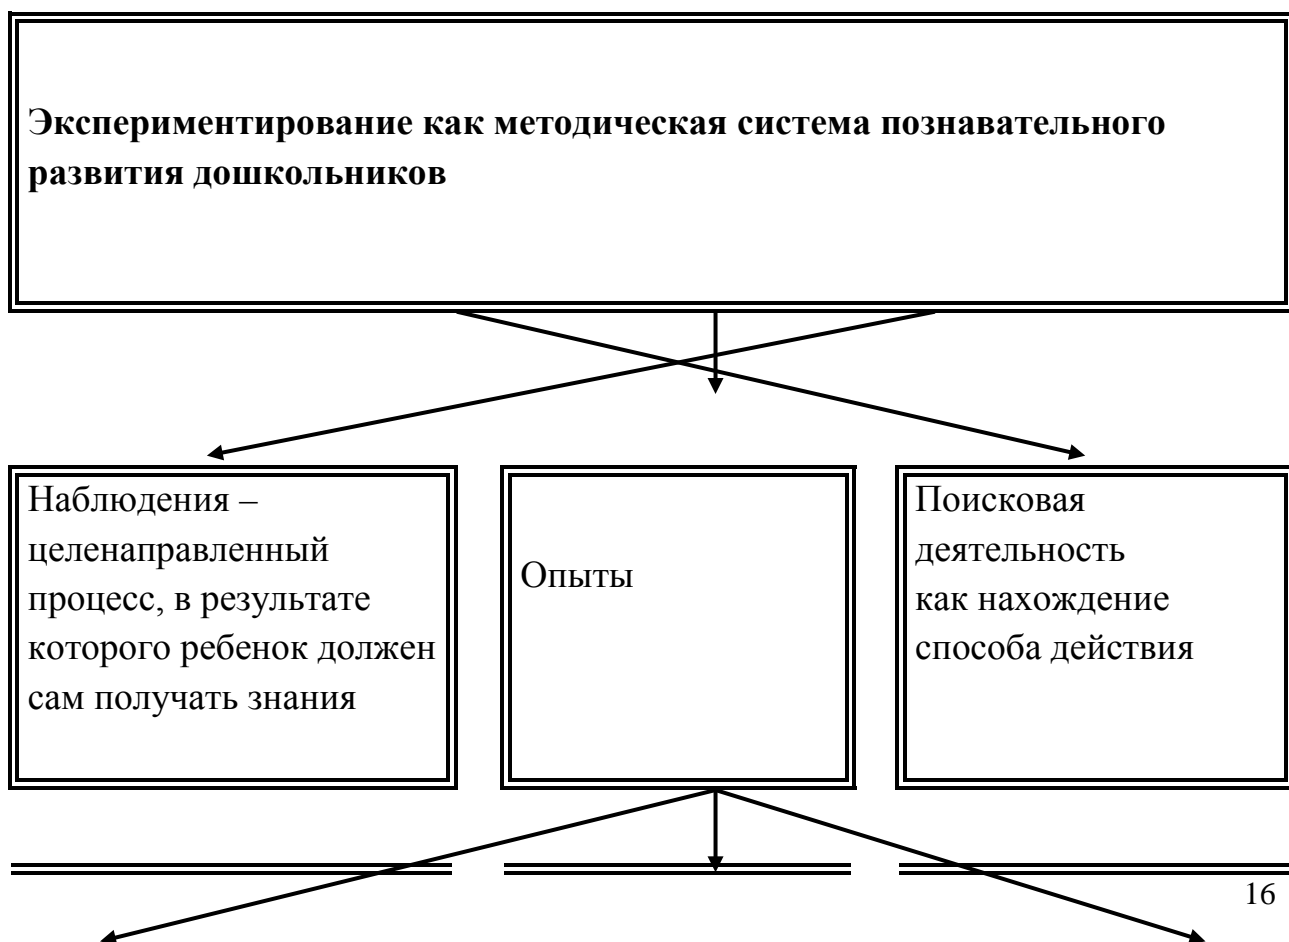 Экспериментирование как методическая система познавательного
развития дошкольников
Наблюдения –
целенаправленный
процесс, в результате
которого ребенок должен
сам получать знания
Опыты
Поисковая
деятельность
как нахождение
способа действия
16